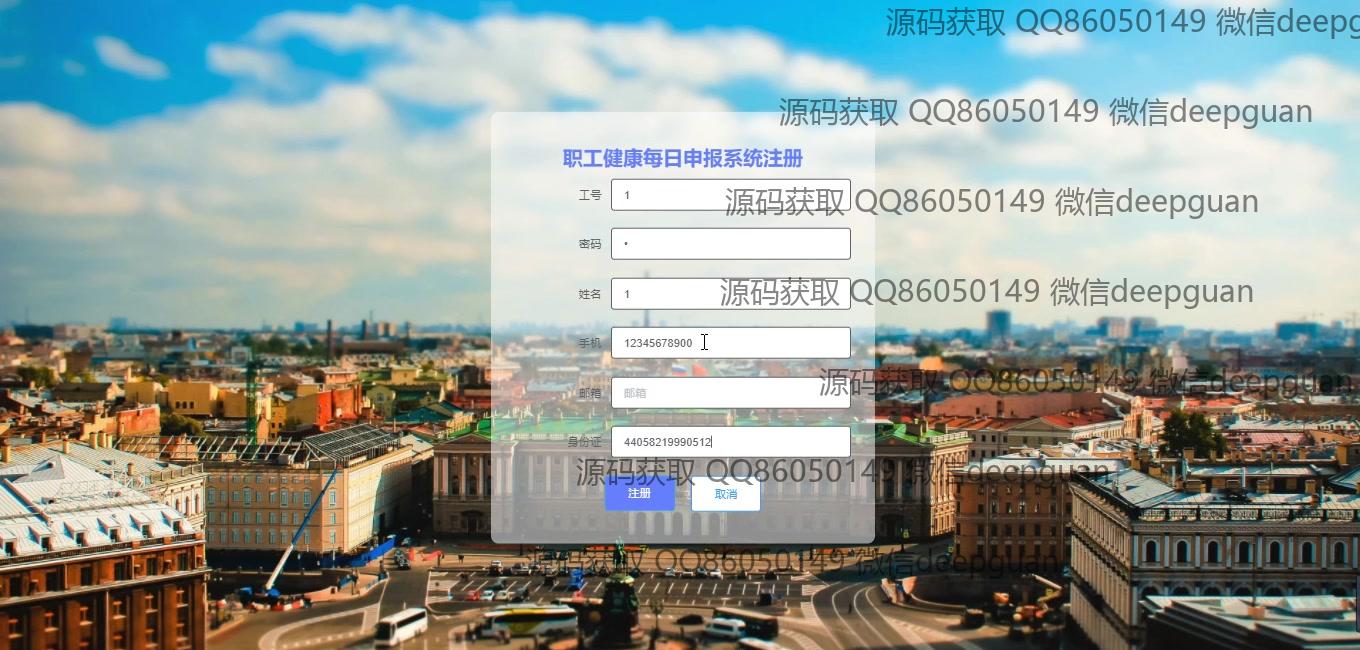 源码获取 QQ86050149 微信deepg
源码获取 QQ86050149 微信deepguan
职工健康每日申报系统注册
工号 1
源码获取 QQ86050149 微信deepguan
密码 •
姓名 1
源码获取 QQ86050149 微信deepguan
手机 12345678900
邮箱 邮箱
源码获取 QQ86050149 微信deepguan
身份证 44058219990512
源码获取 QQ86050149 微信deepguan
注册 取消
源码获取 QQ86050149 微信deepguan